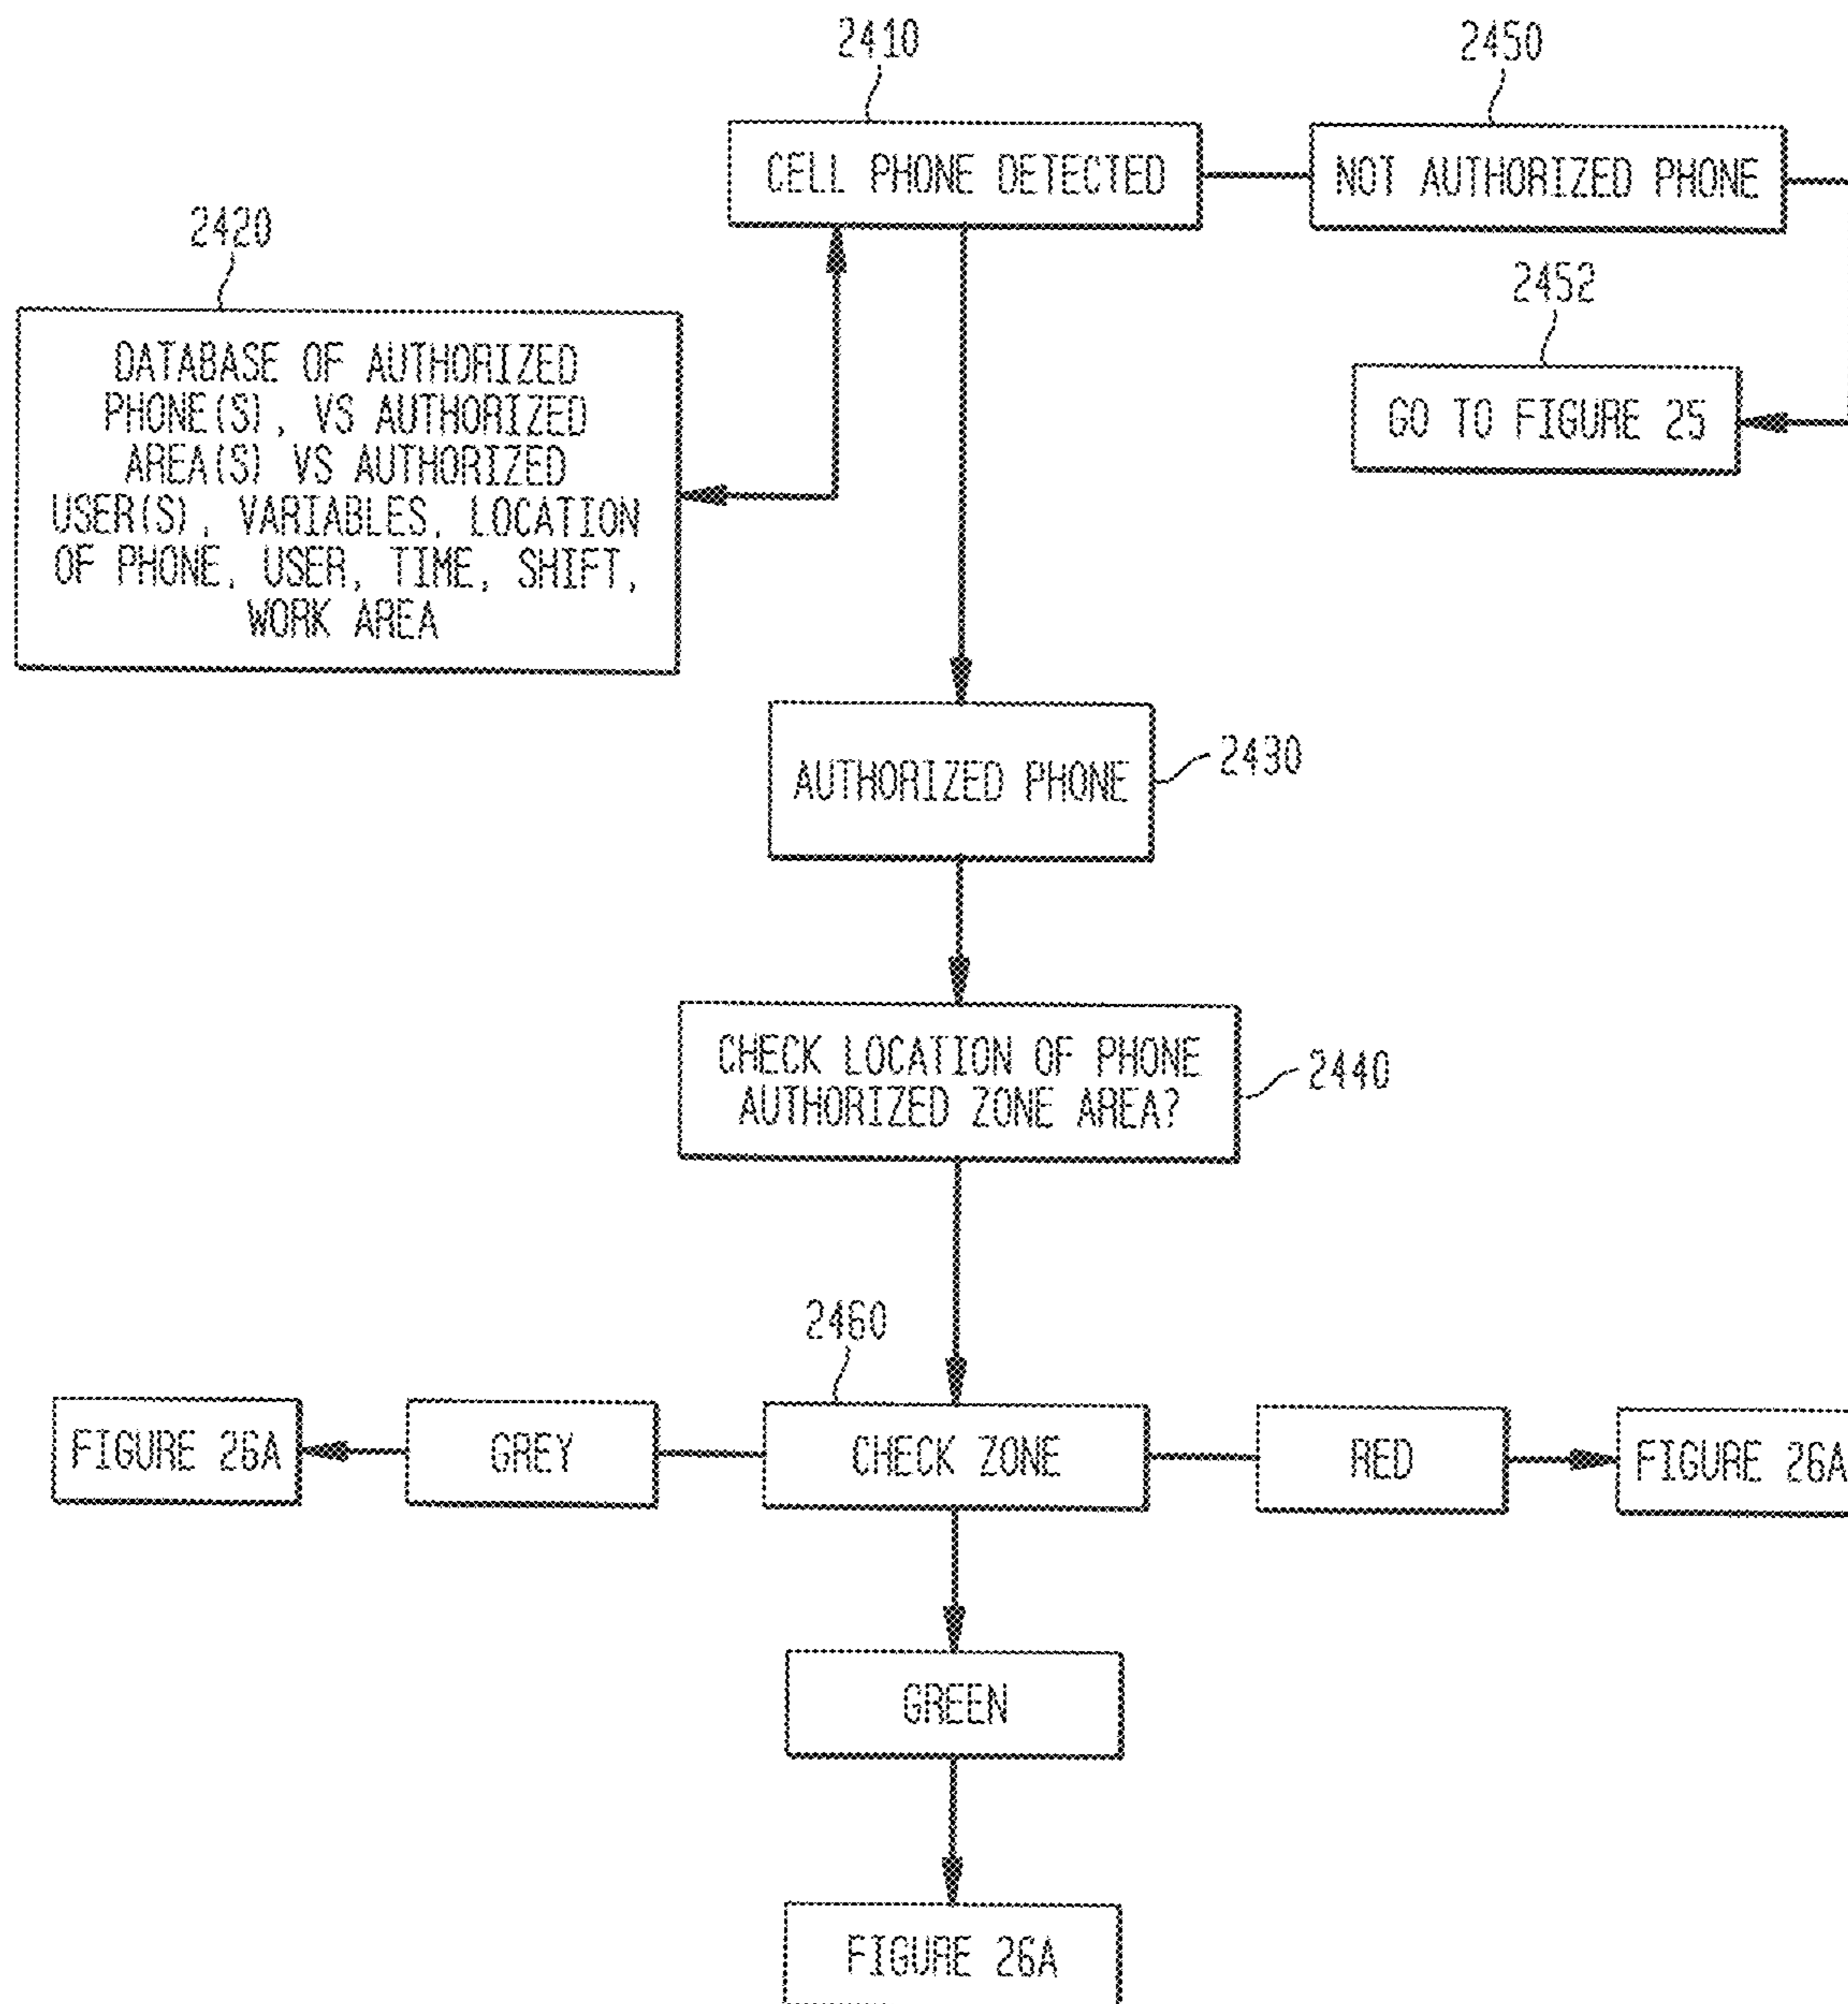 2410
2450
CELL PHONE DETECTED
NOT AUTHORIZED PHONE
2420
2452
DATABASE OF AUTHORIZED
PHONE(S), VS AUTHORIZED
AREA(S) VS AUTHORIZED
USER(S), VARIABLES, LOCATION
OF PHONE, USER, TIME, SHIFT,
WORK AREA
GO TO FIGURE 25
AUTHORIZED PHONE
2430
CHECK LOCATION OF PHONE
AUTHORIZED ZONE AREA?
2440
2460
FIGURE 26A
GREY
CHECK ZONE
RED
FIGURE 26A
GREEN
FIGURE 26A